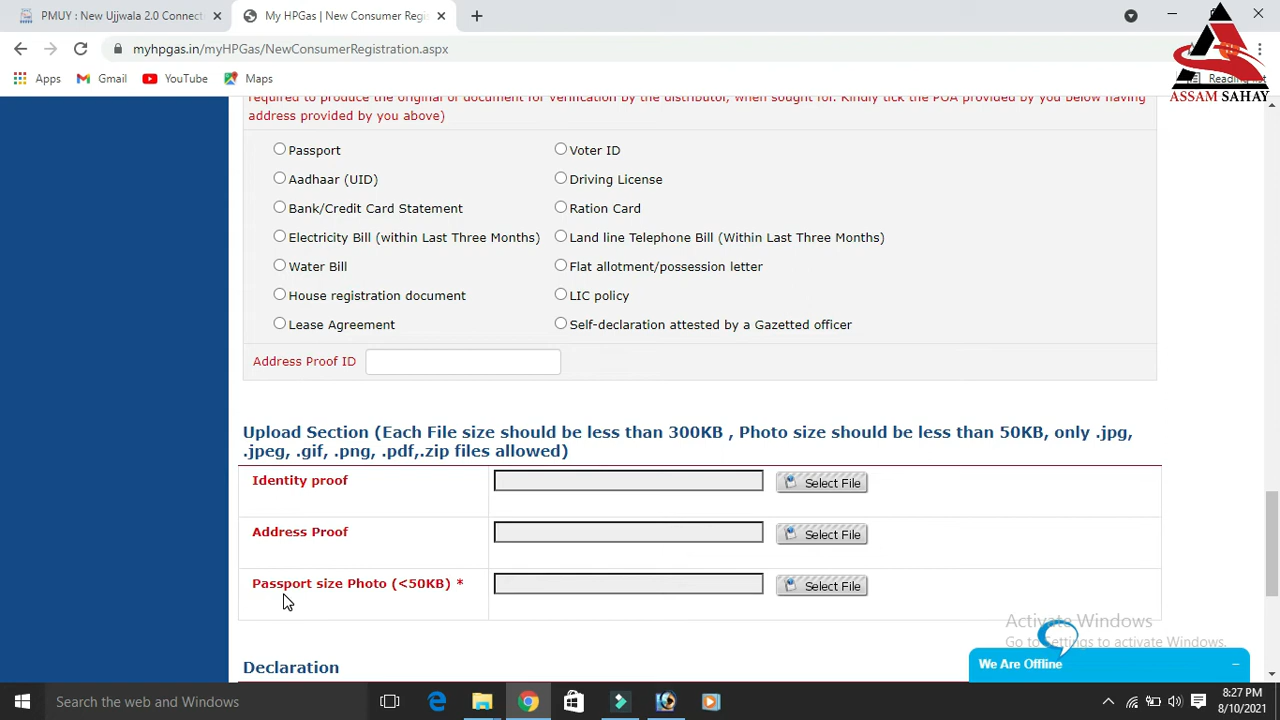 PMUY : New Ujjwala 2.0 Connect
My HPGas | New Consumer Regi
myhpgas.in/myHPGas/NewConsumerRegistration.aspx
Apps
Gmail
YouTube
Maps
Reading list
ASSAM SAHAY
required to produce the original of document for verification by the distributor, when sought for. Kindly tick the POA provided by you below having
address provided by you above)
Passport
Voter ID
Aadhaar (UID)
Driving License
Bank/Credit Card Statement
Ration Card
Electricity Bill (within Last Three Months)
Land line Telephone Bill (Within Last Three Months)
Water Bill
Flat allotment/possession letter
House registration document
LIC policy
Lease Agreement
Self-declaration attested by a Gazetted officer
Address Proof ID
Upload Section (Each File size should be less than 300KB , Photo size should be less than 50KB, only .jpg,
.jpeg, .gif, .png, .pdf,.zip files allowed)
Identity proof
Select File
Address Proof
Select File
Passport size Photo (<50KB) *
Select File
Activate Windows
Go to Settings to activate Windows.
We Are Offline
Declaration
Search the web and Windows
8:27 PM
8/10/2021